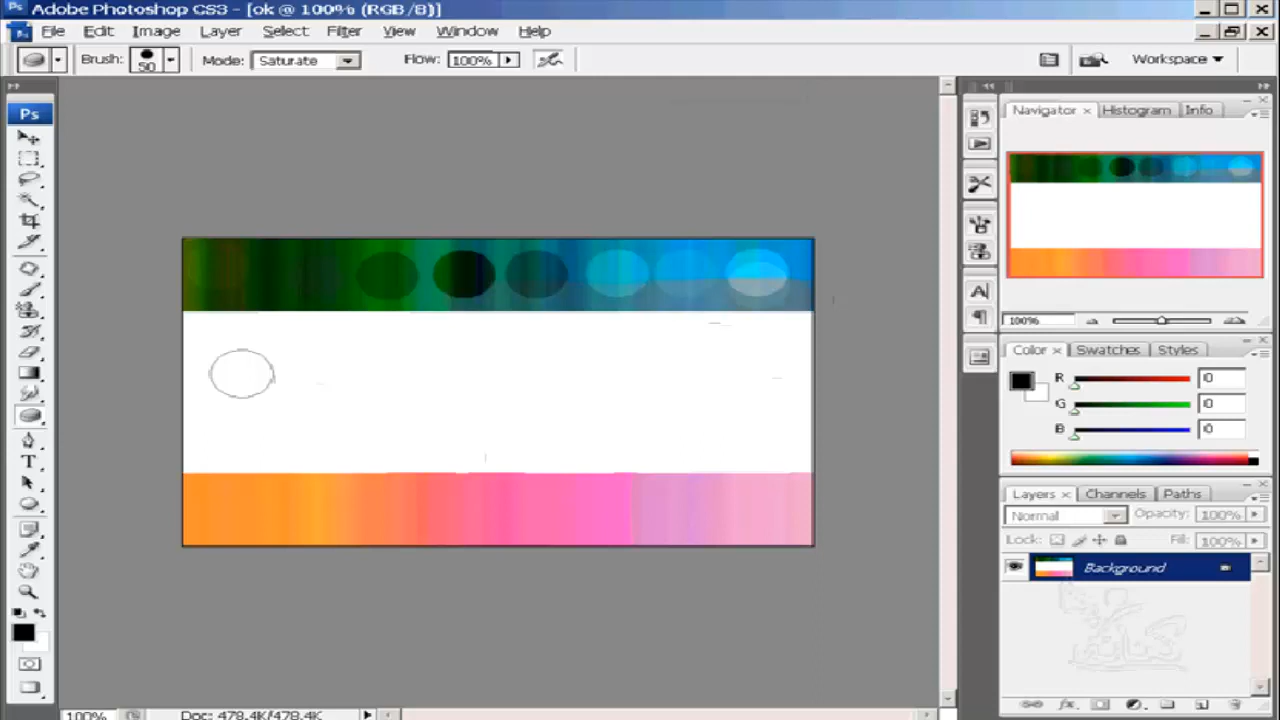 Adobe Photoshop CS3 - [ok @ 100% (RGB/8)]
File Edit Image Layer Select Filter View Window Help
Brush: 50 Mode: Saturate Flow: 100% Workspace
Ps
Navigator × Histogram Info
100%
Color × Swatches Styles
R 0
G 0
B 0
Layers × Channels Paths
Normal Opacity: 100%
Lock: Fill: 100%
Background
100% Doc: 478.4K/478.4K